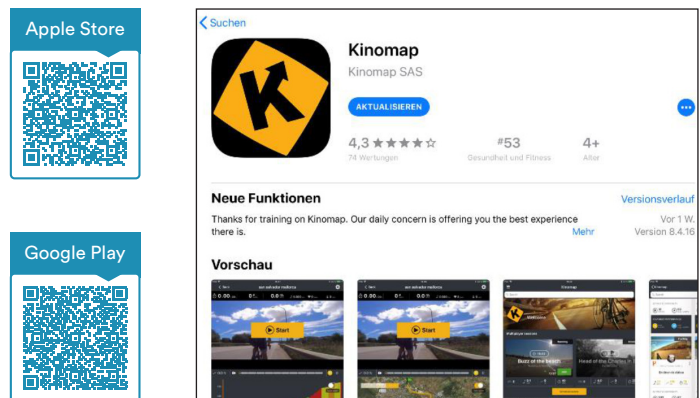 Apple Store
Google Play
Suchen
Kinomap
Kinomap SAS
AKTUALISIEREN
4,3 ★★★★☆
74 Wertungen
#53
Gesundheit und Fitness
4+
Alter
Neue Funktionen
Versionsverlauf
Thanks for training on Kinomap. Our daily concern is offering you the best experience
there is.
Mehr
Vor 1 W.
Version 8.4.16
Vorschau
Start
Start
Kinomap
Buzz of the beach
Head of the Charles